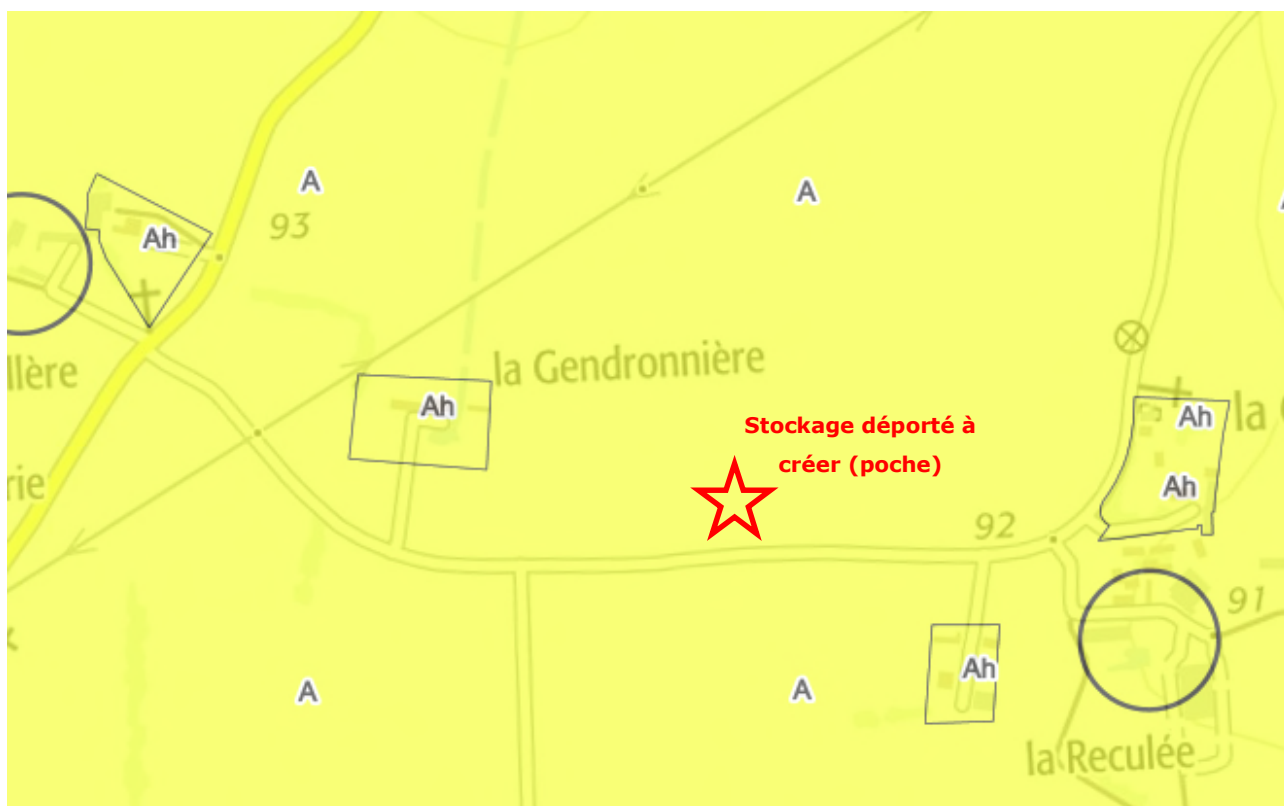 A
A
93
Ah
la Gendronnière
llère
Ah
Ah
la
Stockage déporté à
créer (poche)
Ah
rie
92
91
A
A
Ah
la Reculée